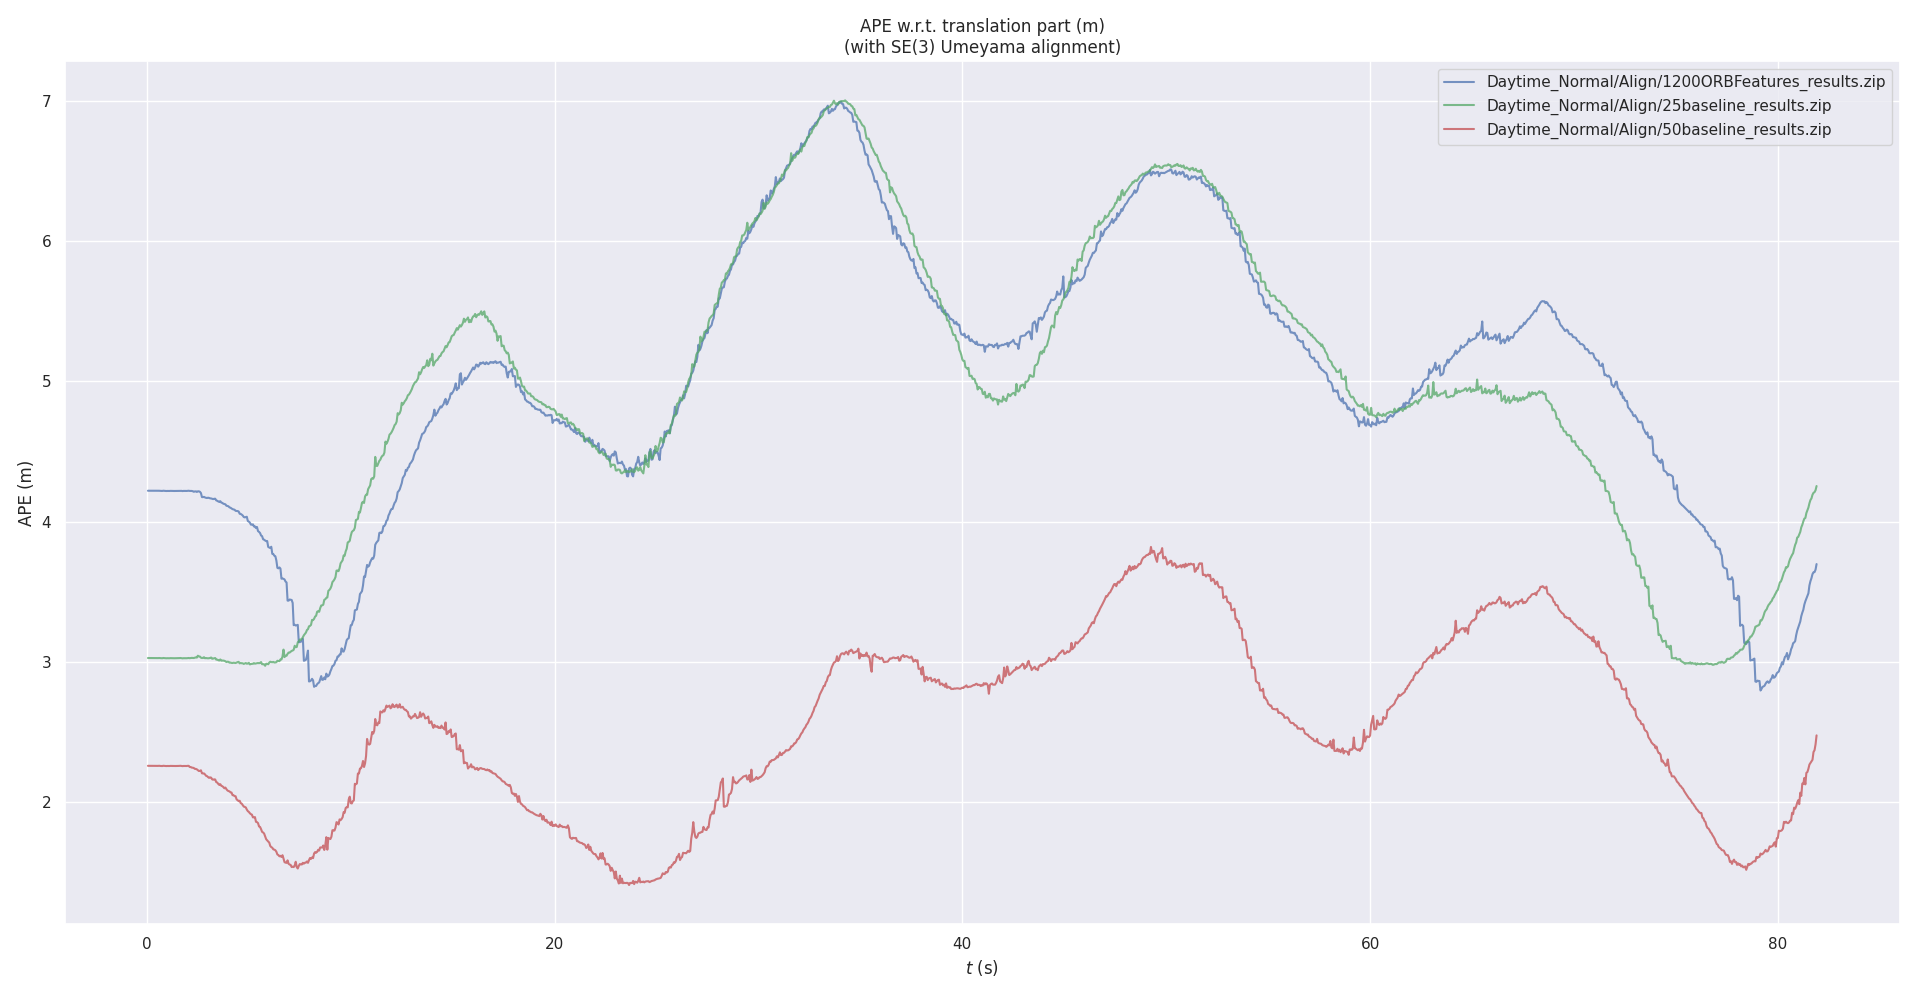 APE w.r.t. translation part (m)
(with SE(3) Umeyama alignment)
Daytime_Normal/Align/1200ORBFeatures_results.zip
Daytime_Normal/Align/25baseline_results.zip
Daytime_Normal/Align/50baseline_results.zip
APE (m)
7
6
5
4
3
2
0
20
40
60
80
t (s)